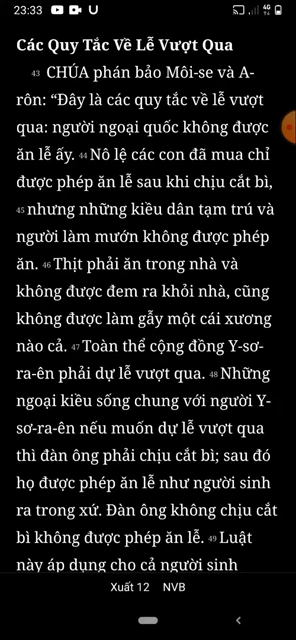 23:33
4G
Các Quy Tắc Về Lễ Vượt Qua
43 CHÚA phán bảo Môi-se và A-
rôn: “Đây là các quy tắc về lễ vượt
qua: người ngoại quốc không được
ăn lễ ấy. 44 Nô lệ các con đã mua chỉ
được phép ăn lễ sau khi chịu cắt bì,
45 nhưng những kiều dân tạm trú và
người làm mướn không được phép
ăn. 46 Thịt phải ăn trong nhà và
không được đem ra khỏi nhà, cũng
không được làm gẫy một cái xương
nào cả. 47 Toàn thể cộng đồng Y-sơ-
ra-ên phải dự lễ vượt qua. 48 Những
ngoại kiều sống chung với người Y-
sơ-ra-ên nếu muốn dự lễ vượt qua
thì đàn ông phải chịu cắt bì; sau đó
họ được phép ăn lễ như người sinh
ra trong xứ. Đàn ông không chịu cắt
bì không được phép ăn lễ. 49 Luật
này áp dụng cho cả người sinh
Xuất 12 NVB